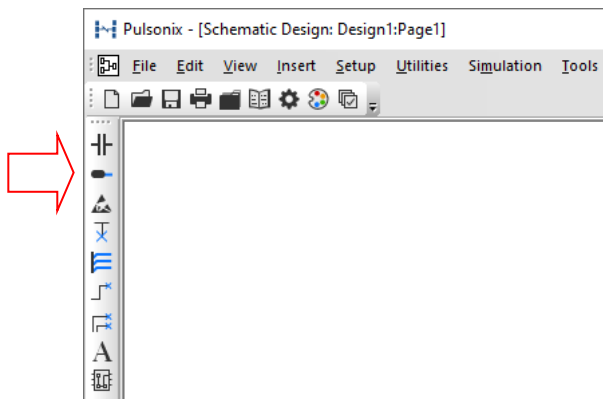 Pulsonix - [Schematic Design: Design1:Page1]
File Edit View Insert Setup Utilities Simulation Tools
A